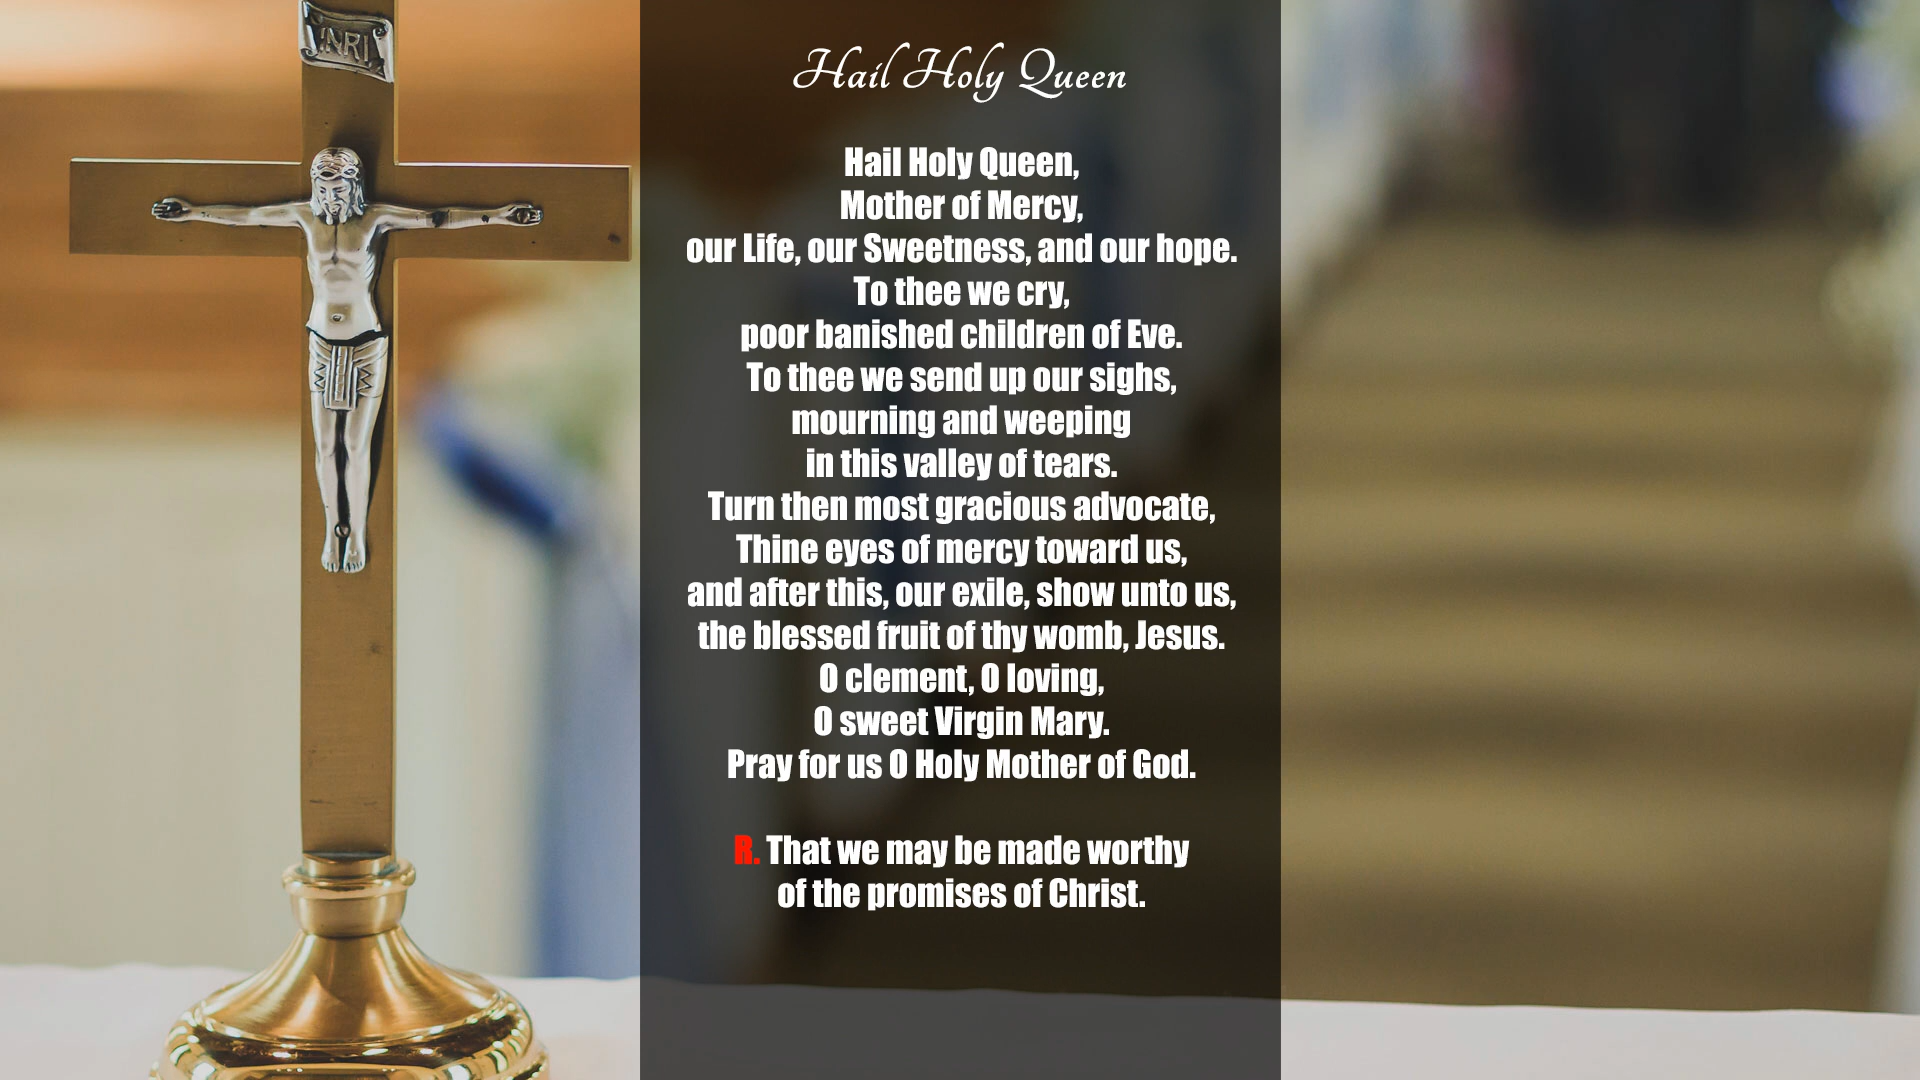 INRI
Hail Holy Queen
Hail Holy Queen,
Mother of Mercy,
our Life, our Sweetness, and our hope.
To thee we cry,
poor banished children of Eve.
To thee we send up our sighs,
mourning and weeping
in this valley of tears.
Turn then most gracious advocate,
Thine eyes of mercy toward us,
and after this, our exile, show unto us,
the blessed fruit of thy womb, Jesus.
O clement, O loving,
O sweet Virgin Mary.
Pray for us O Holy Mother of God.
R. That we may be made worthy
of the promises of Christ.